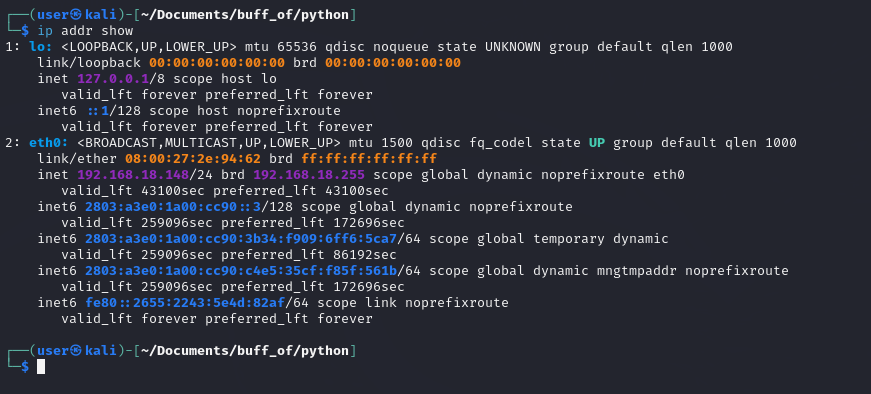 ┌──(user㉿kali)-[~/Documents/buff_of/python]
└─$ ip addr show
1: lo: <LOOPBACK,UP,LOWER_UP> mtu 65536 qdisc noqueue state UNKNOWN group default qlen 1000
    link/loopback 00:00:00:00:00:00 brd 00:00:00:00:00:00
    inet 127.0.0.1/8 scope host lo
       valid_lft forever preferred_lft forever
    inet6 ::1/128 scope host noprefixroute
       valid_lft forever preferred_lft forever
2: eth0: <BROADCAST,MULTICAST,UP,LOWER_UP> mtu 1500 qdisc fq_codel state UP group default qlen 1000
    link/ether 08:00:27:2e:94:62 brd ff:ff:ff:ff:ff:ff
    inet 192.168.18.148/24 brd 192.168.18.255 scope global dynamic noprefixroute eth0
       valid_lft 43100sec preferred_lft 43100sec
    inet6 2803:a3e0:1a00:cc90::3/128 scope global dynamic noprefixroute
       valid_lft 259096sec preferred_lft 172696sec
    inet6 2803:a3e0:1a00:cc90:3b34:f909:6ff6:5ca7/64 scope global temporary dynamic
       valid_lft 259096sec preferred_lft 86192sec
    inet6 2803:a3e0:1a00:cc90:c4e5:35cf:f85f:561b/64 scope global dynamic mngtmpaddr noprefixroute
       valid_lft 259096sec preferred_lft 172696sec
    inet6 fe80::2655:2243:5e4d:82af/64 scope link noprefixroute
       valid_lft forever preferred_lft forever

┌──(user㉿kali)-[~/Documents/buff_of/python]
└─$